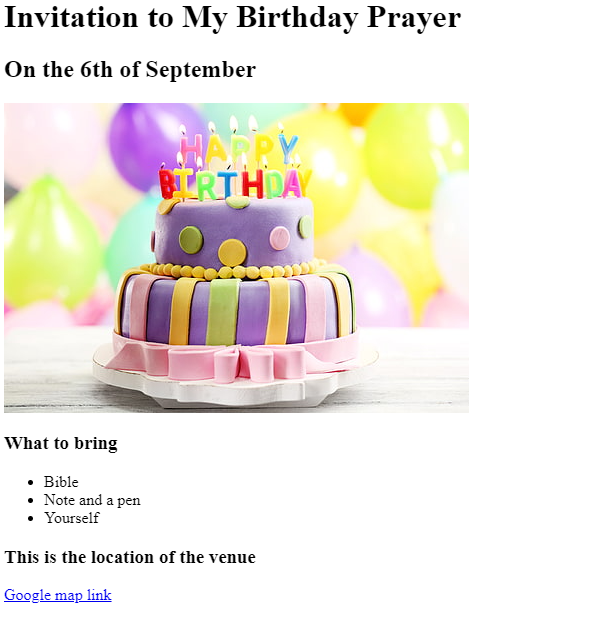 Invitation to My Birthday Prayer
On the 6th of September
HAPPY
BIRTHDAY
What to bring
Bible
Note and a pen
Yourself
This is the location of the venue
Google map link